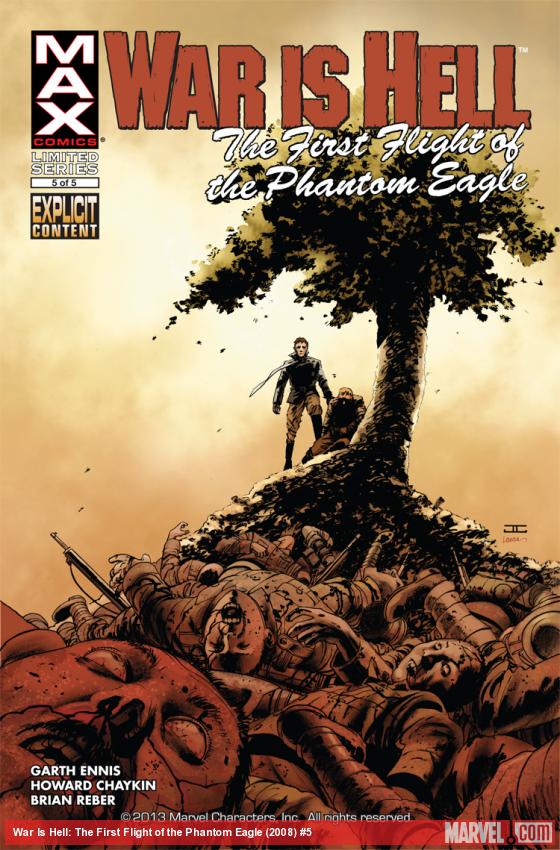 MAX
COMICS®
LIMITED
SERIES
5 of 5
EXPLICIT
CONTENT
WAR IS HELL™
The First Flight of
the Phantom Eagle
JC
GARTH ENNIS
HOWARD CHAYKIN
BRIAN REBER
©2013 Marvel Characters, Inc. All rights reserved.
War Is Hell: The First Flight of the Phantom Eagle (2008) #5
MARVEL.COM